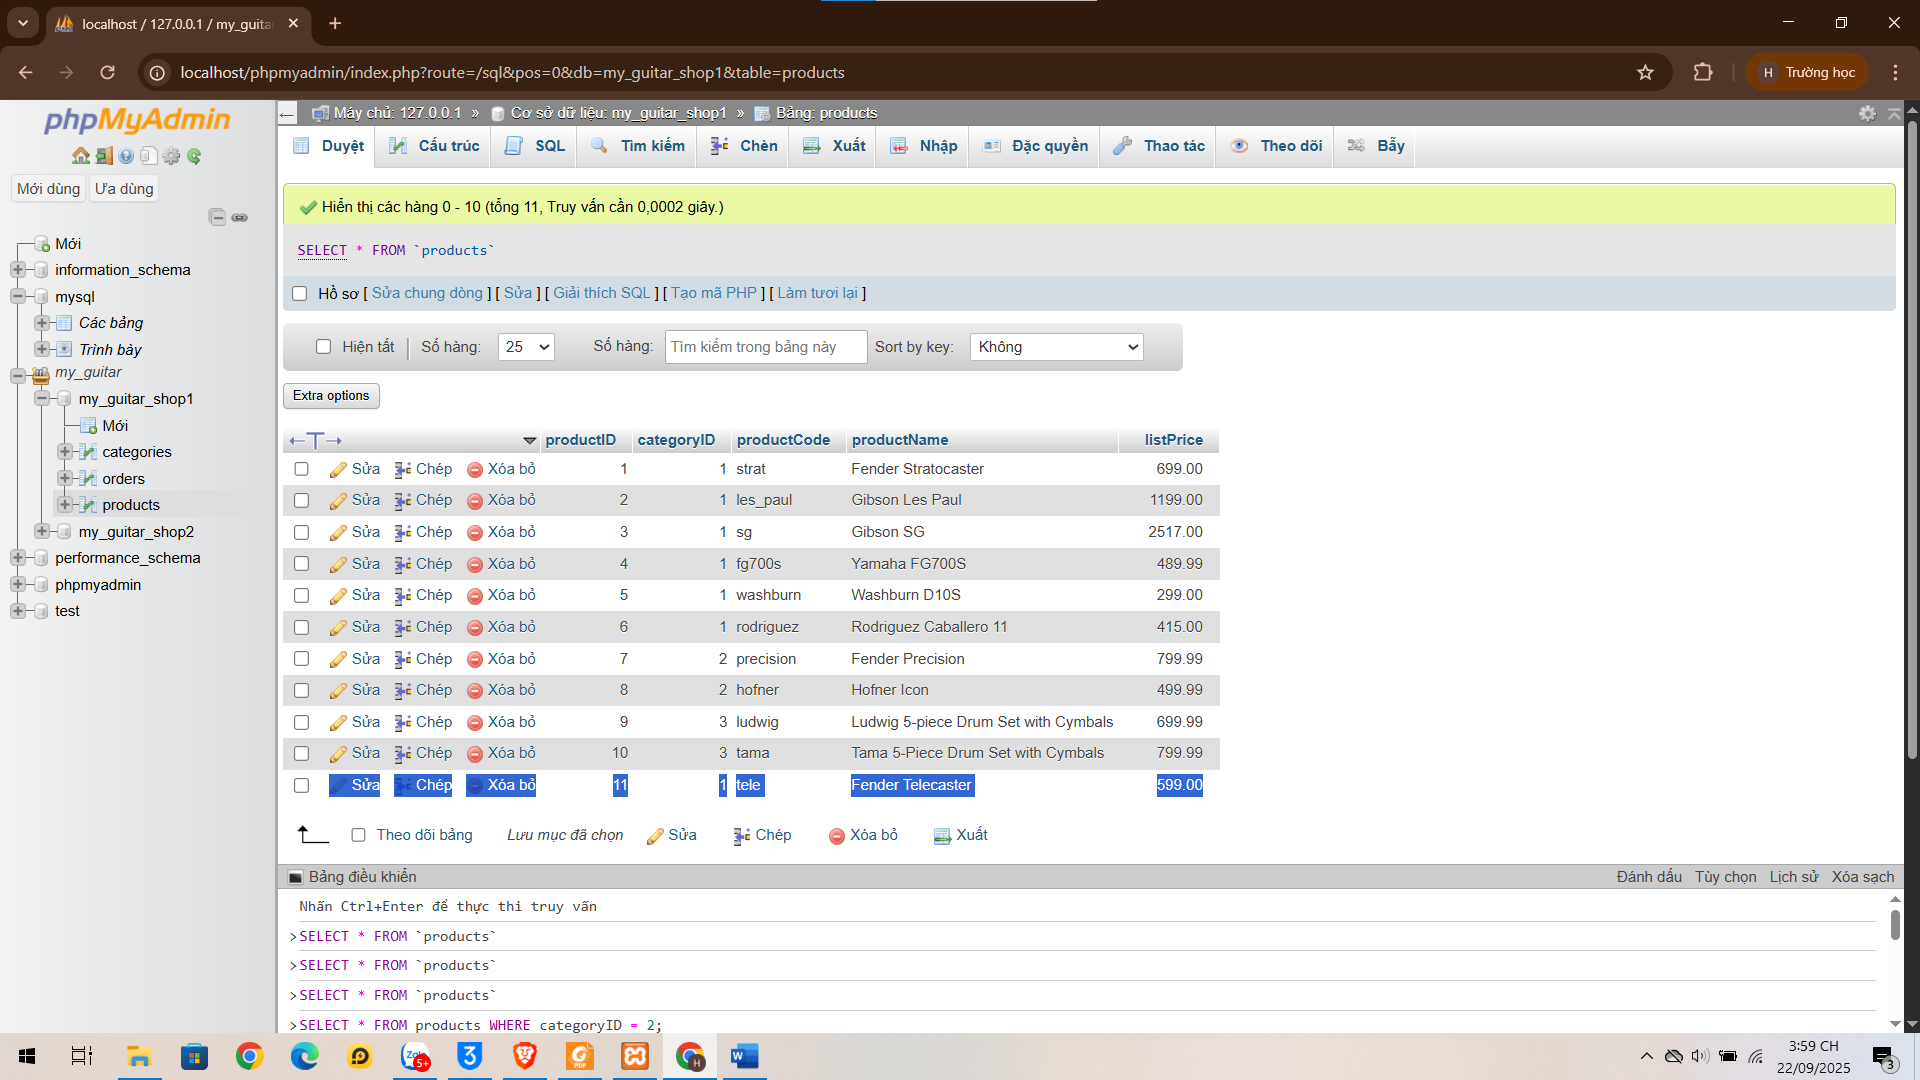 localhost / 127.0.0.1 / my_guita
localhost/phpmyadmin/index.php?route=/sql&pos=0&db=my_guitar_shop1&table=products
H Trường học
phpMyAdmin
Mới dùng Ưa dùng
Mới
information_schema
mysql
Các bảng
Trình bày
my_guitar
my_guitar_shop1
Mới
categories
orders
products
my_guitar_shop2
performance_schema
phpmyadmin
test
Máy chủ: 127.0.0.1 » Cơ sở dữ liệu: my_guitar_shop1 » Bảng: products
Duyệt Cấu trúc SQL Tìm kiếm Chèn Xuất Nhập Đặc quyền Thao tác Theo dõi Bẫy
Hiển thị các hàng 0 - 10 (tổng 11, Truy vấn cần 0,0002 giây.)
SELECT * FROM `products`
Hồ sơ [ Sửa chung dòng ] [ Sửa ] [ Giải thích SQL ] [ Tạo mã PHP ] [ Làm tươi lại ]
Hiện tất Số hàng: 25 Số hàng: Tìm kiếm trong bảng này Sort by key: Không
Extra options
←T→ productID categoryID productCode productName listPrice
Sửa Chép Xóa bỏ 1 1 strat Fender Stratocaster 699.00
Sửa Chép Xóa bỏ 2 1 les_paul Gibson Les Paul 1199.00
Sửa Chép Xóa bỏ 3 1 sg Gibson SG 2517.00
Sửa Chép Xóa bỏ 4 1 fg700s Yamaha FG700S 489.99
Sửa Chép Xóa bỏ 5 1 washburn Washburn D10S 299.00
Sửa Chép Xóa bỏ 6 1 rodriguez Rodriguez Caballero 11 415.00
Sửa Chép Xóa bỏ 7 2 precision Fender Precision 799.99
Sửa Chép Xóa bỏ 8 2 hofner Hofner Icon 499.99
Sửa Chép Xóa bỏ 9 3 ludwig Ludwig 5-piece Drum Set with Cymbals 699.99
Sửa Chép Xóa bỏ 10 3 tama Tama 5-Piece Drum Set with Cymbals 799.99
Sửa Chép Xóa bỏ 11 1 tele Fender Telecaster 599.00
Theo dõi bảng Lưu mục đã chọn Sửa Chép Xóa bỏ Xuất
Bảng điều khiển Đánh dấu Tùy chọn Lịch sử Xóa sạch
Nhấn Ctrl+Enter để thực thi truy vấn
>SELECT * FROM `products`
>SELECT * FROM `products`
>SELECT * FROM `products`
>SELECT * FROM products WHERE categoryID = 2;
Zalo 5+
3:59 CH
22/09/2025
3